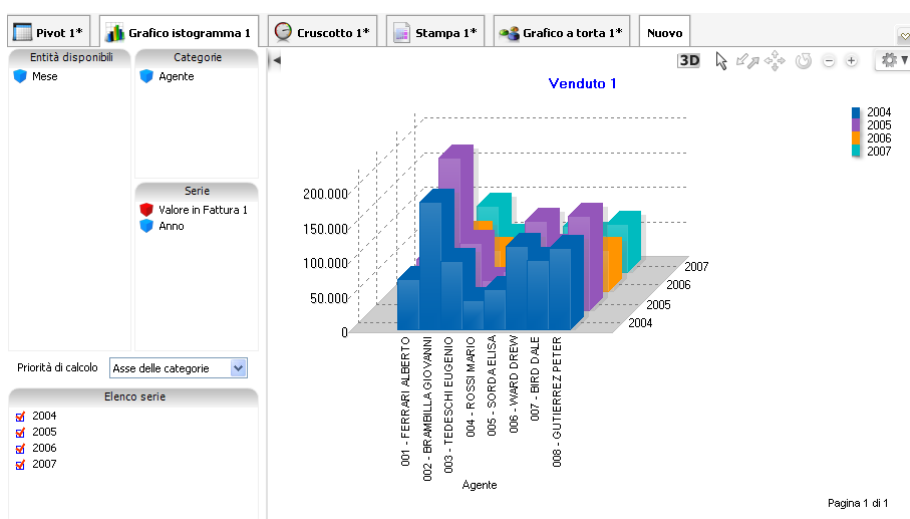 Pivot 1*
Grafico istogramma 1
Cruscotto 1*
Stampa 1*
Grafico a torta 1*
Nuovo
Entità disponibili
Mese
Categorie
Agente
Serie
Valore in Fattura 1
Anno
Priorità di calcolo
Asse delle categorie
Elenco serie
2004
2005
2006
2007
3D
Venduto 1
2004
2005
2006
2007
200.000
150.000
100.000
50.000
0
2007
2006
2005
2004
001 - FERRARI ALBERTO
002 - BRAMBILLA GIOVANNI
003 - TEDESCHI EUGENIO
004 - ROSSI MARIO
005 - SORDA ELISA
006 - WARD DREW
007 - BIRD DALE
008 - GUTIERREZ PETER
Agente
Pagina 1 di 1